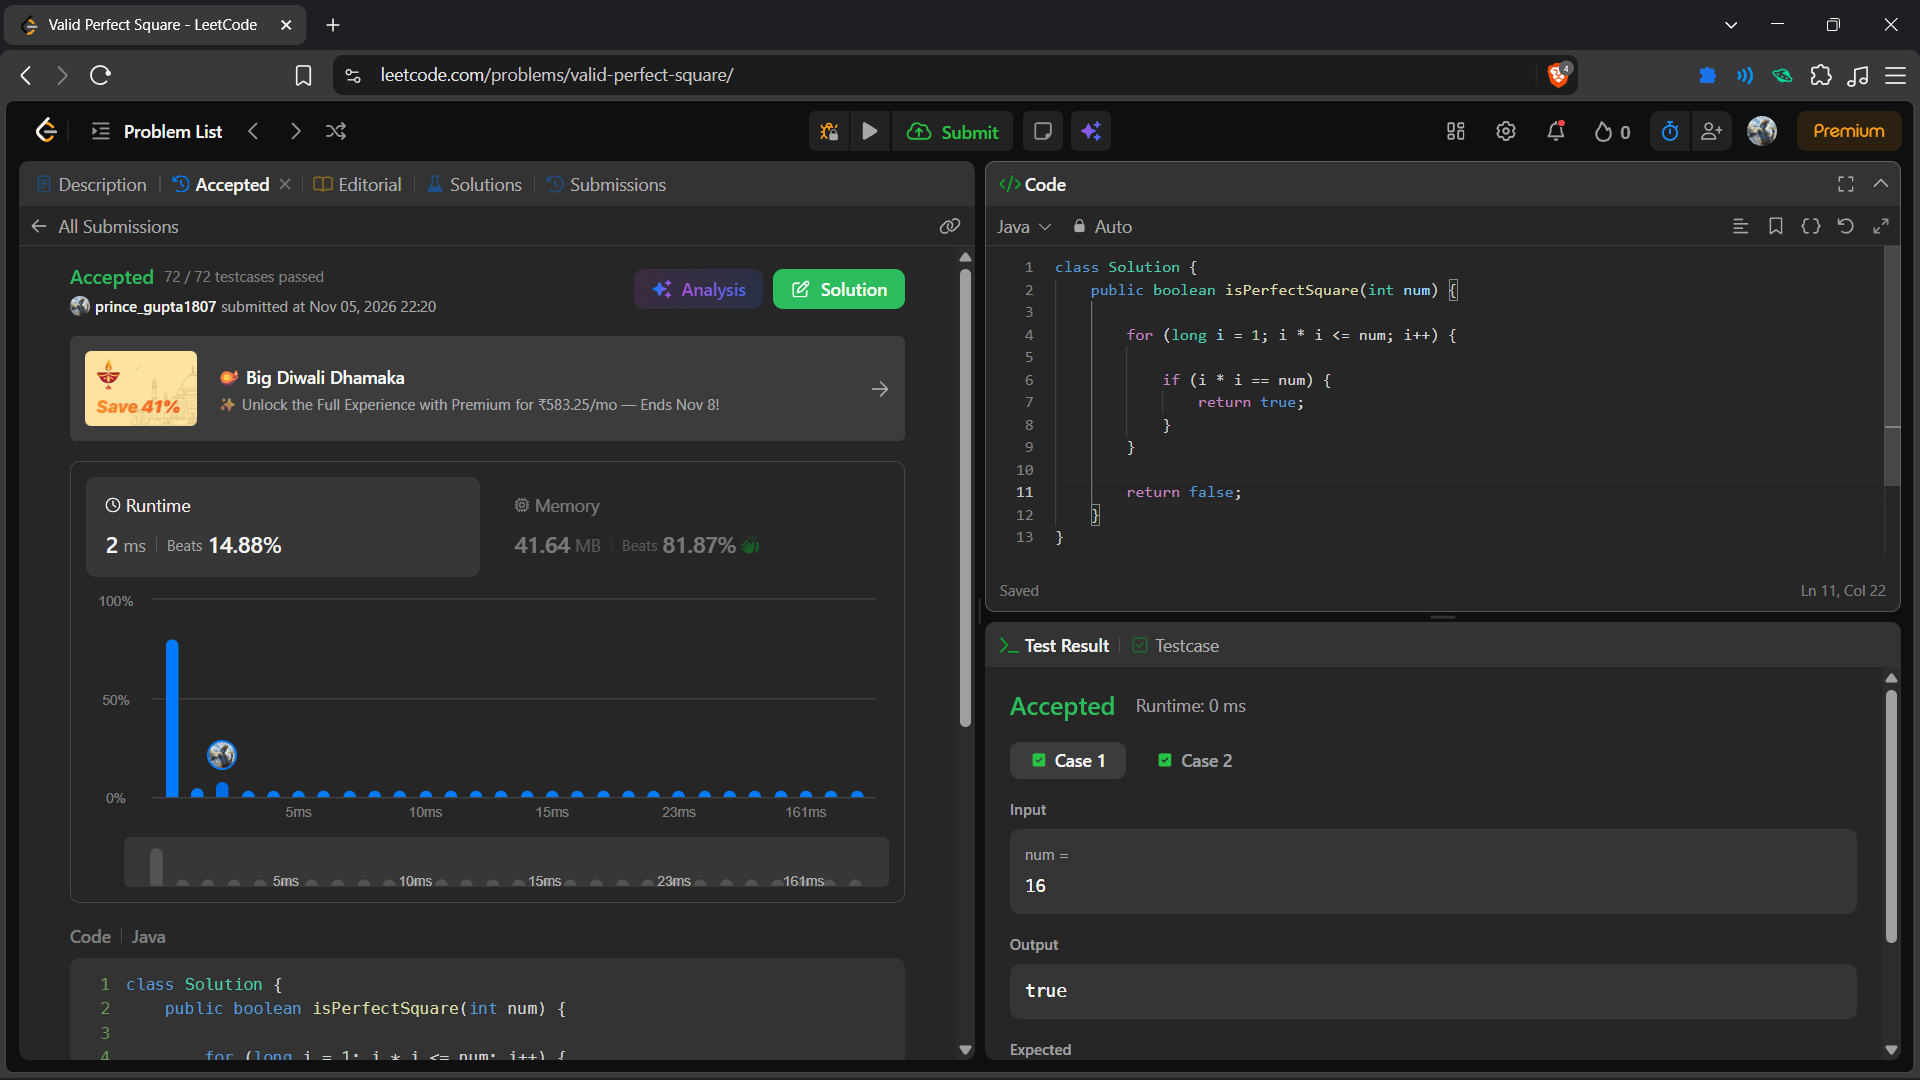 Valid Perfect Square - LeetCode
leetcode.com/problems/valid-perfect-square/
4
Problem List
Submit
0
Premium
Description
Accepted
Editorial
Solutions
Submissions
All Submissions
Accepted 72 / 72 testcases passed
prince_gupta1807 submitted at Nov 05, 2026 22:20
Analysis
Solution
Save 41%
Big Diwali Dhamaka
Unlock the Full Experience with Premium for ₹583.25/mo — Ends Nov 8!
Runtime
2 ms Beats 14.88%
Memory
41.64 MB Beats 81.87%
100%
50%
0%
5ms 10ms 15ms 23ms 161ms
5ms 10ms 15ms 23ms 161ms
Code Java
1 class Solution {
2 public boolean isPerfectSquare(int num) {
3
4 for (long i = 1; i * i <= num; i++) {
</> Code
Java Auto
1 class Solution {
2 public boolean isPerfectSquare(int num) {
3
4 for (long i = 1; i * i <= num; i++) {
5
6 if (i * i == num) {
7 return true;
8 }
9 }
10
11 return false;
12 }
13 }
Saved
Ln 11, Col 22
Test Result
Testcase
Accepted Runtime: 0 ms
Case 1
Case 2
Input
num =
16
Output
true
Expected